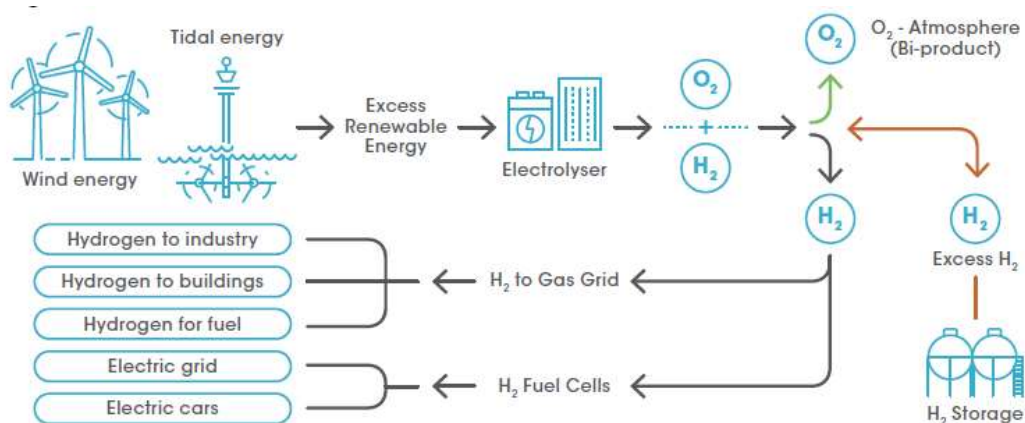 Tidal energy
Wind energy
Excess
Renewable
Energy
Electrolyser
O₂
+
H₂
O₂
O₂ - Atmosphere
(Bi-product)
H₂
H₂
Excess H₂
H₂ Storage
H₂ to Gas Grid
Hydrogen to industry
Hydrogen to buildings
Hydrogen for fuel
H₂ Fuel Cells
Electric grid
Electric cars